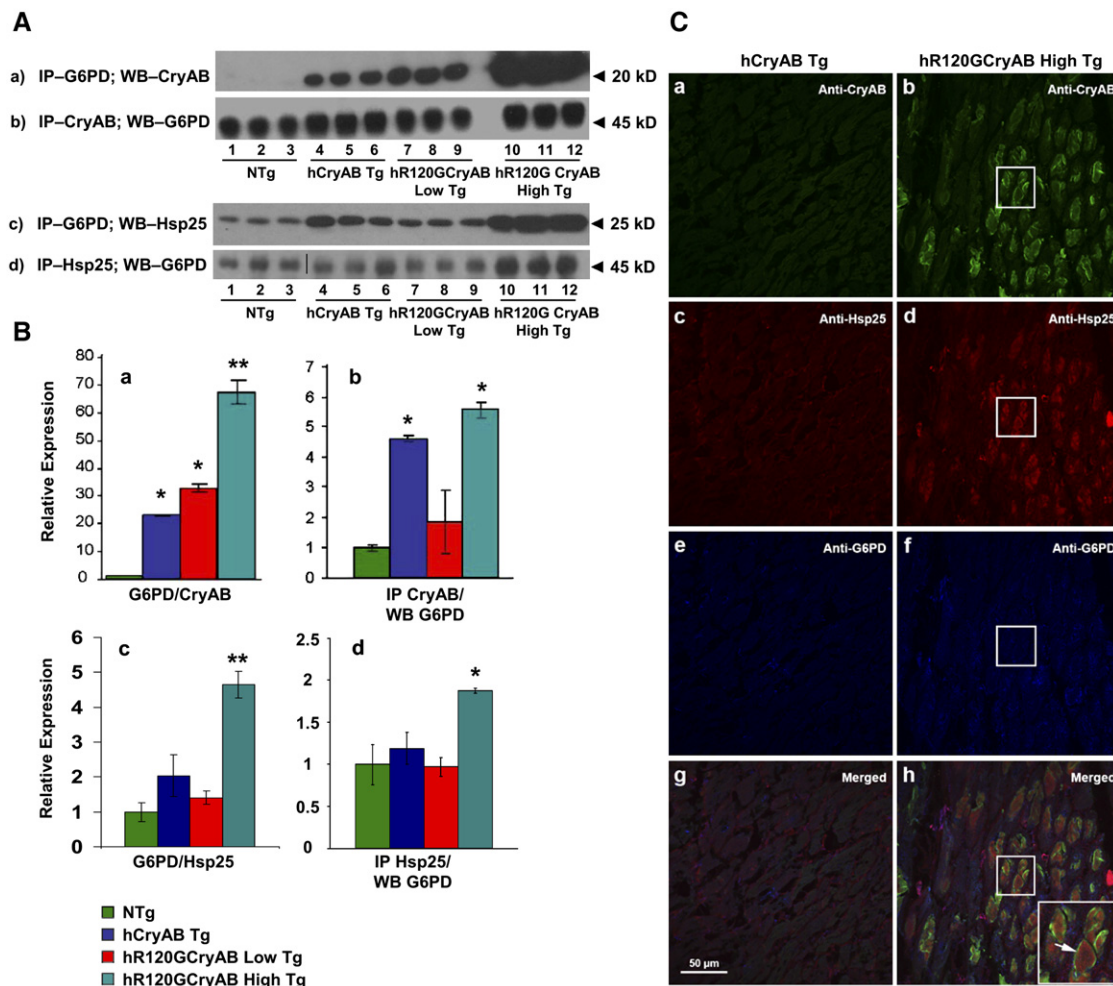 A
a) IP–G6PD; WB–CryAB
20 kD
b) IP–CryAB; WB–G6PD
45 kD
1 2 3 4 5 6 7 8 9 10 11 12
NTg hCryAB Tg hR120GCryAB Low Tg hR120G CryAB High Tg
c) IP–G6PD; WB–Hsp25
25 kD
d) IP–Hsp25; WB–G6PD
45 kD
1 2 3 4 5 6 7 8 9 10 11 12
NTg hCryAB Tg hR120GCryAB Low Tg hR120G CryAB High Tg
B
Relative Expression
a
80
70
60
50
40
30
20
10
0
*
*
**
G6PD/CryAB
b
7
6
5
4
3
2
1
0
*
*
IP CryAB/
WB G6PD
Relative Expression
c
6
5
4
3
2
1
0
**
G6PD/Hsp25
d
2.5
2
1.5
1
0.5
0
*
IP Hsp25/
WB G6PD
NTg
hCryAB Tg
hR120GCryAB Low Tg
hR120GCryAB High Tg
C
hCryAB Tg
hR120GCryAB High Tg
a
Anti-CryAB
b
Anti-CryAB
c
Anti-Hsp25
d
Anti-Hsp25
e
Anti-G6PD
f
Anti-G6PD
g
Merged
50 µm
h
Merged